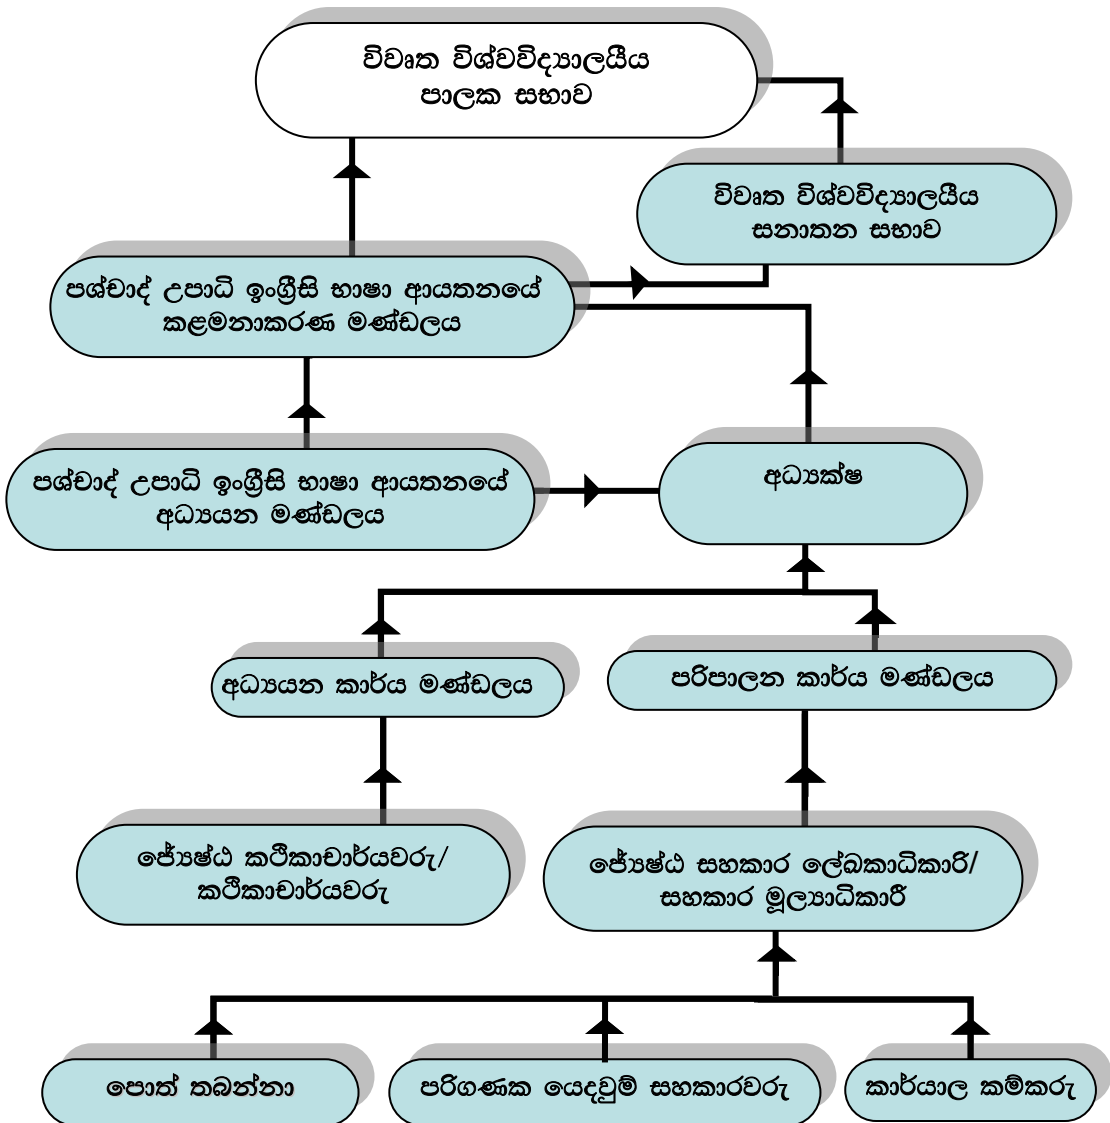 විවෘත විශ්වවිද්‍යාලයීය
පාලක සභාව
විවෘත විශ්වවිද්‍යාලයීය
සනාතන සභාව
පශ්චාද් උපාධි ඉංග්‍රීසි භාෂා ආයතනයේ
කළමනාකරණ මණ්ඩලය
පශ්චාද් උපාධි ඉංග්‍රීසි භාෂා ආයතනයේ
අධ්‍යයන මණ්ඩලය
අධ්‍යක්ෂ
අධ්‍යයන කාර්ය මණ්ඩලය
පරිපාලන කාර්ය මණ්ඩලය
ජ්‍යෙෂ්ඨ කථිකාචාර්යවරු/
කථිකාචාර්යවරු
ජ්‍යෙෂ්ඨ සහකාර ලේඛකාධිකාරි/
සහකාර මූල්‍යාධිකාරී
පොත් තබන්නා
පරිගණක යෙදවුම් සහකාරවරු
කාර්යාල කම්කරු